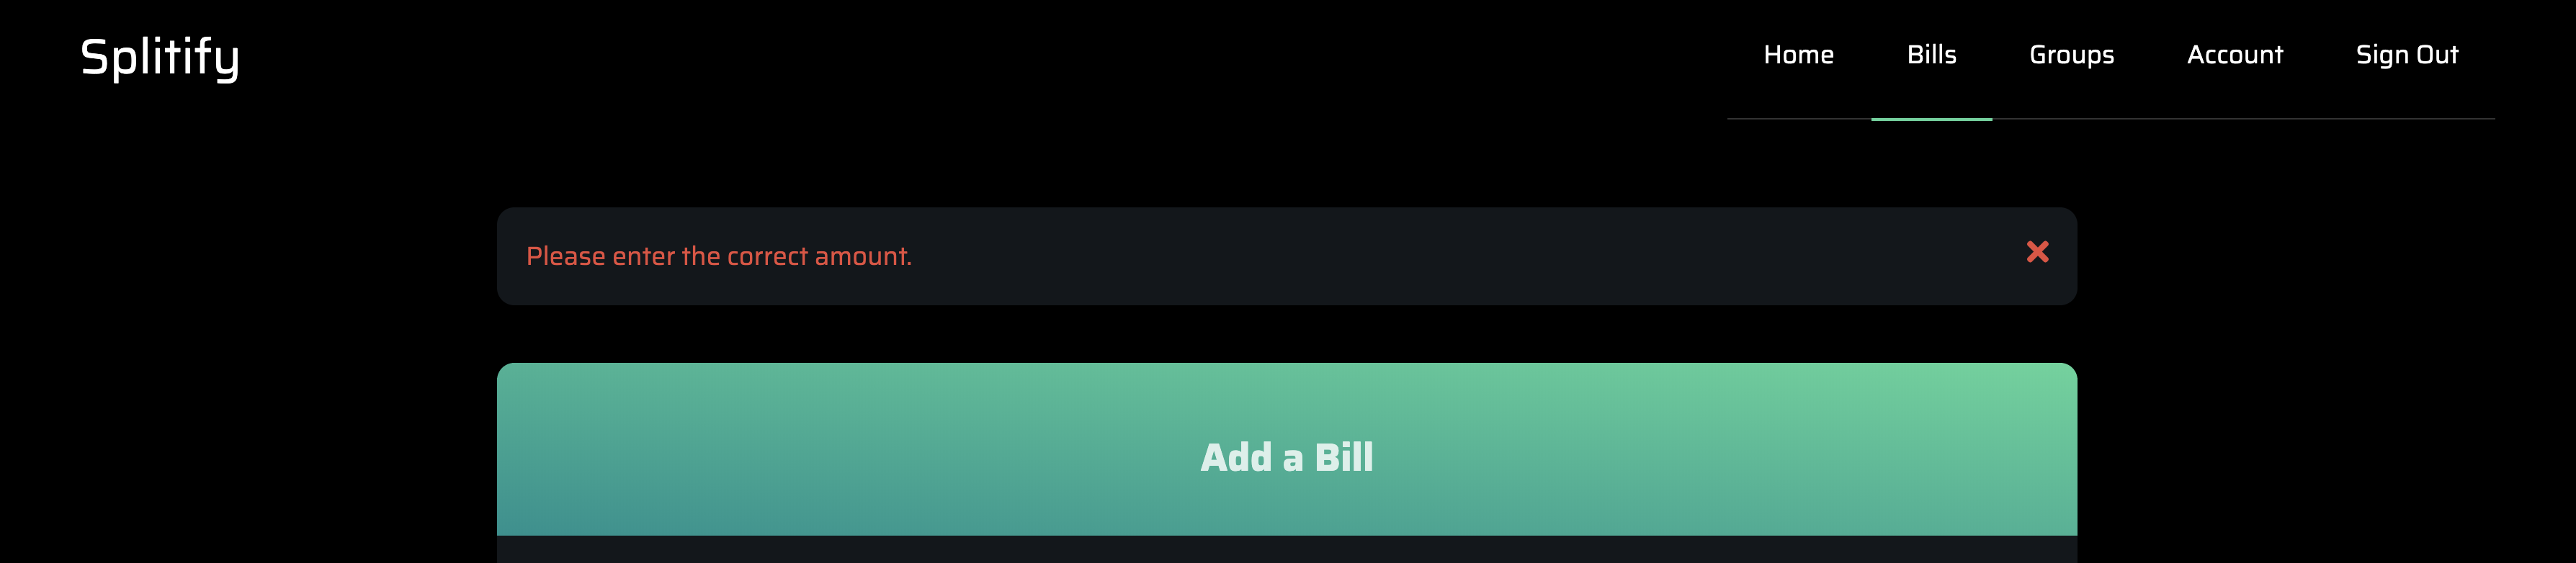 Splitify
Home Bills Groups Account Sign Out
Please enter the correct amount.
Add a Bill